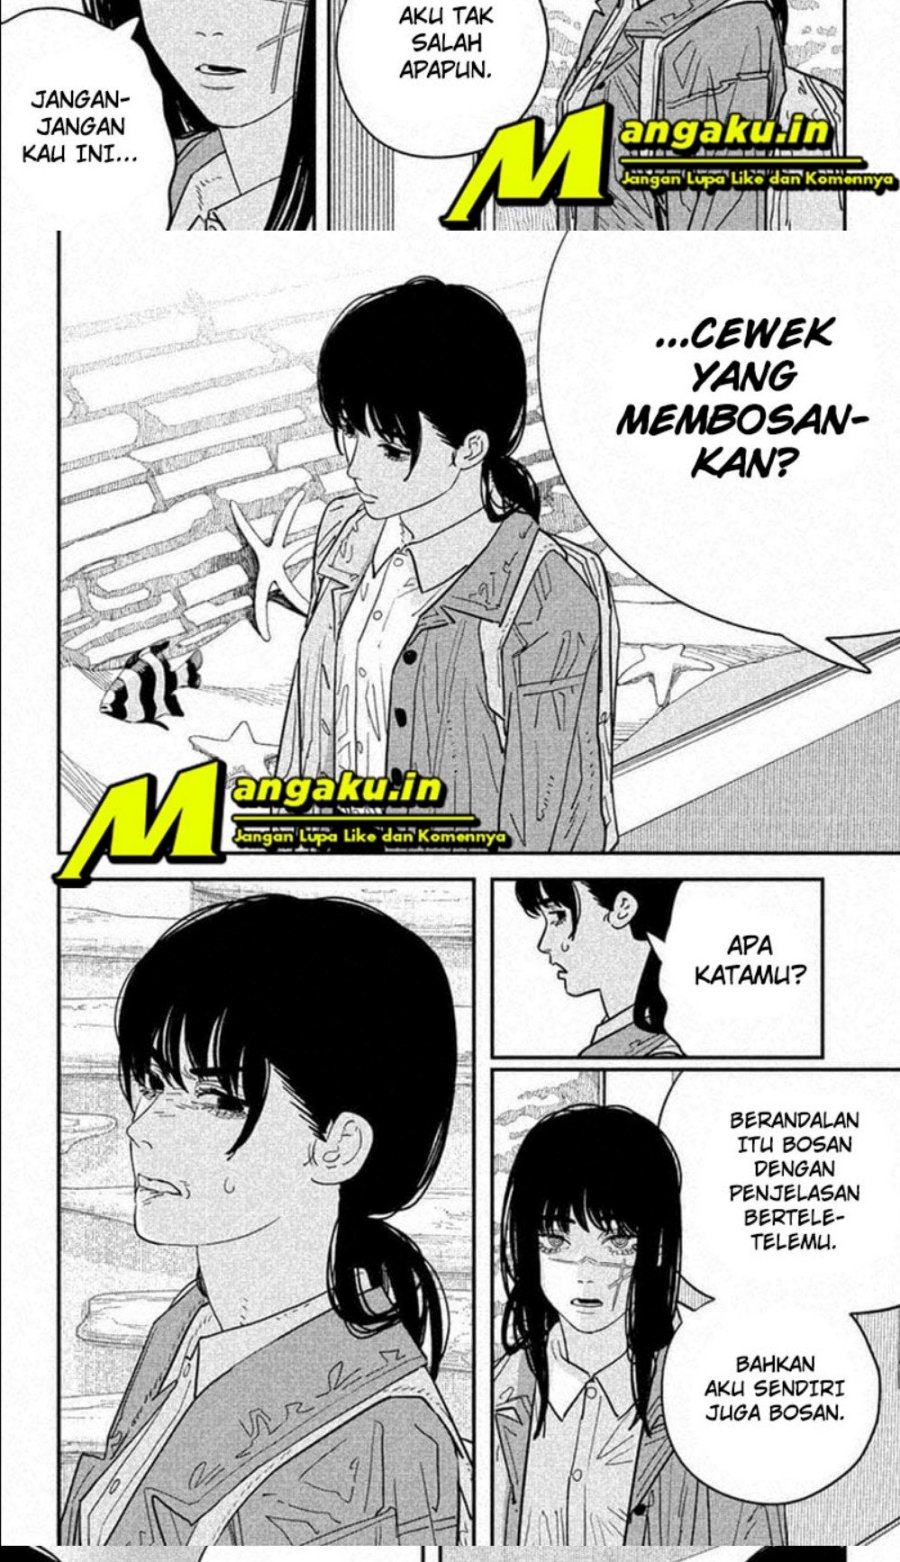 AKU TAK
SALAH
APAPUN.
JANGAN-
JANGAN
KAU INI...
Mangaku.in
Jangan Lupa Like dan Komennya
...CEWEK
YANG
MEMBOSAN-
KAN?
Mangaku.in
Jangan Lupa Like dan Komennya
APA
KATAMU?
BERANDALAN
ITU BOSAN
DENGAN
PENJELASAN
BERTELE-
TELEMU.
BAHKAN
AKU SENDIRI
JUGA BOSAN.